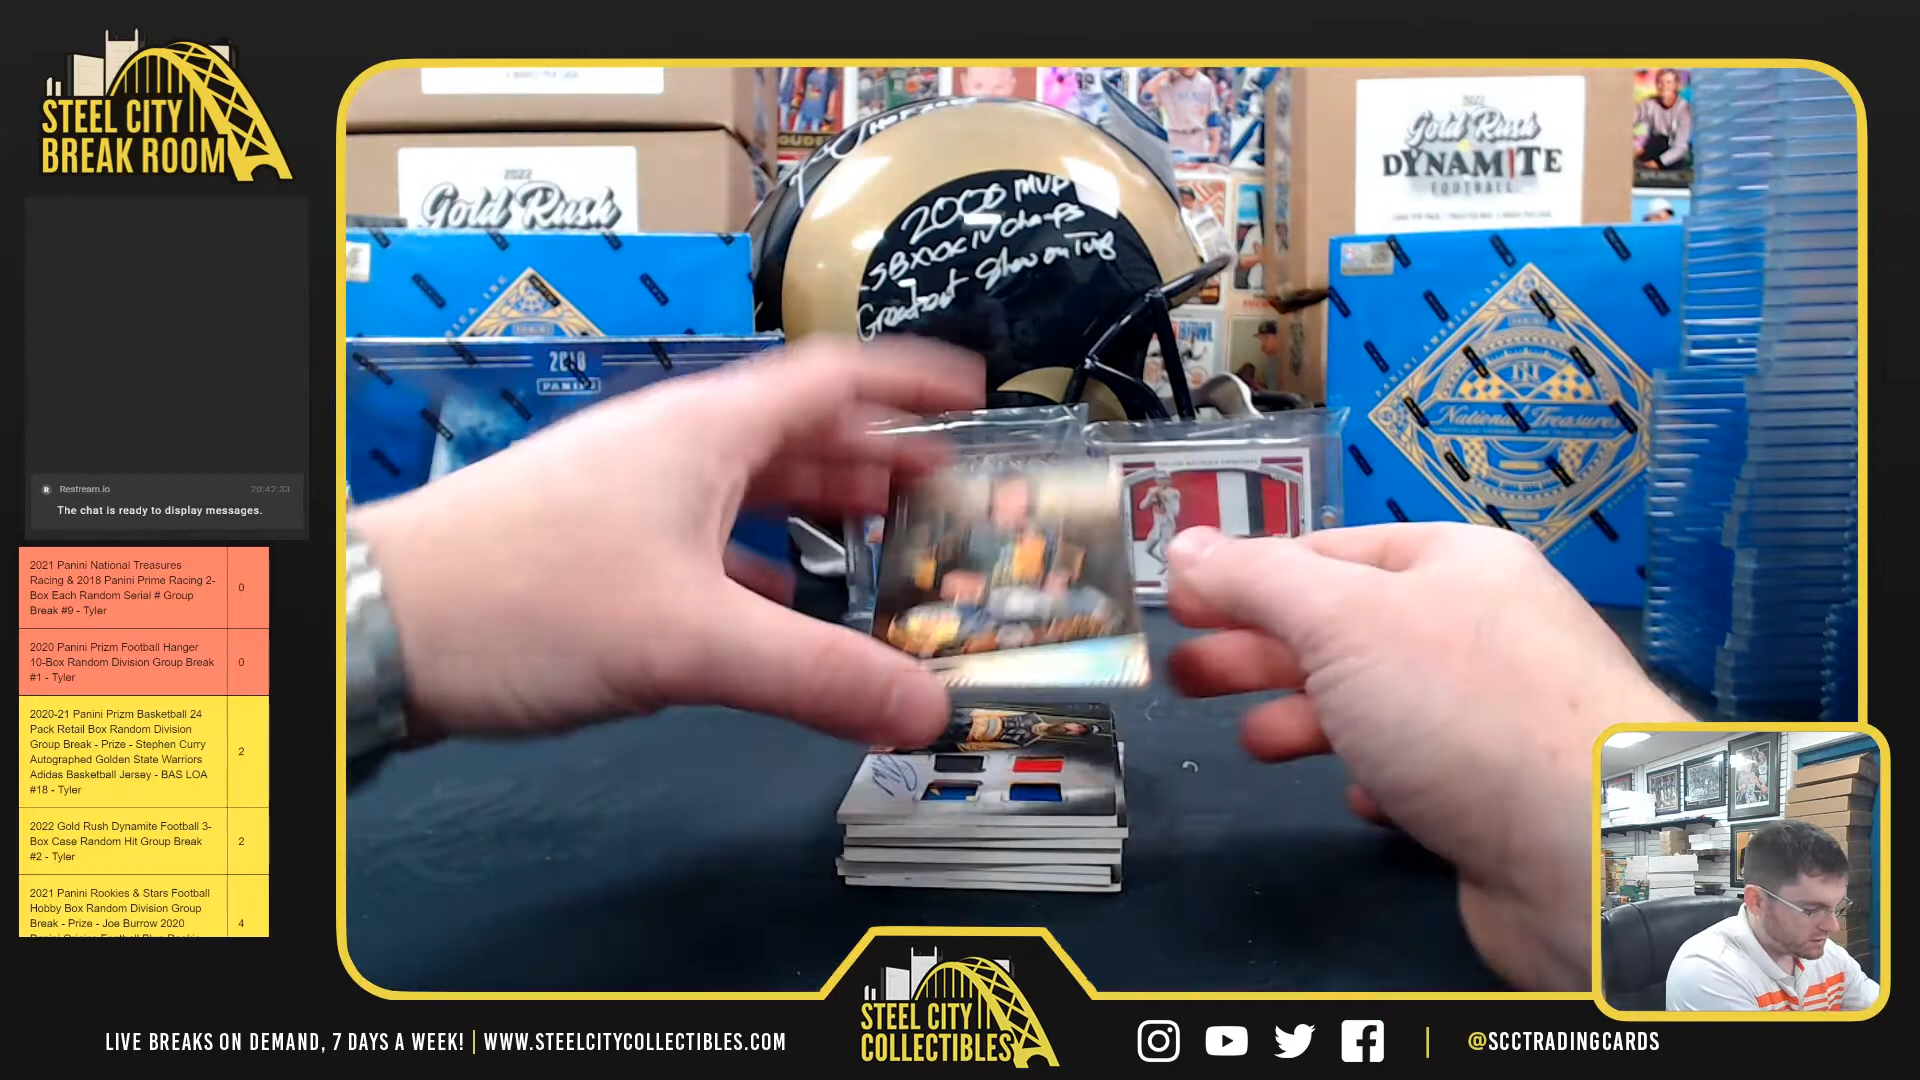 STEEL CITY
BREAK ROOM
Restream.io 20:42:33
The chat is ready to display messages.
2021 Panini National Treasures
Racing & 2018 Panini Prime Racing 2-
Box Each Random Serial # Group
Break #9 - Tyler
0
2020 Panini Prizm Football Hanger
10-Box Random Division Group Break
#1 - Tyler
0
2020-21 Panini Prizm Basketball 24
Pack Retail Box Random Division
Group Break - Prize - Stephen Curry
Autographed Golden State Warriors
Adidas Basketball Jersey - BAS LOA
#18 - Tyler
2
2022 Gold Rush Dynamite Football 3-
Box Case Random Hit Group Break
#2 - Tyler
2
2021 Panini Rookies & Stars Football
Hobby Box Random Division Group
Break - Prize - Joe Burrow 2020
4
2022
Gold Rush
2018
PANINI
2000 MVP
SBXXXIV Champs
Greatest Show on Turf
2022
Gold Rush
DYNAMITE
FOOTBALL
PANINI AMERICA INC
National Treasures
STEEL CITY
COLLECTIBLES
LIVE BREAKS ON DEMAND, 7 DAYS A WEEK! | WWW.STEELCITYCOLLECTIBLES.COM
@SCCTRADINGCARDS